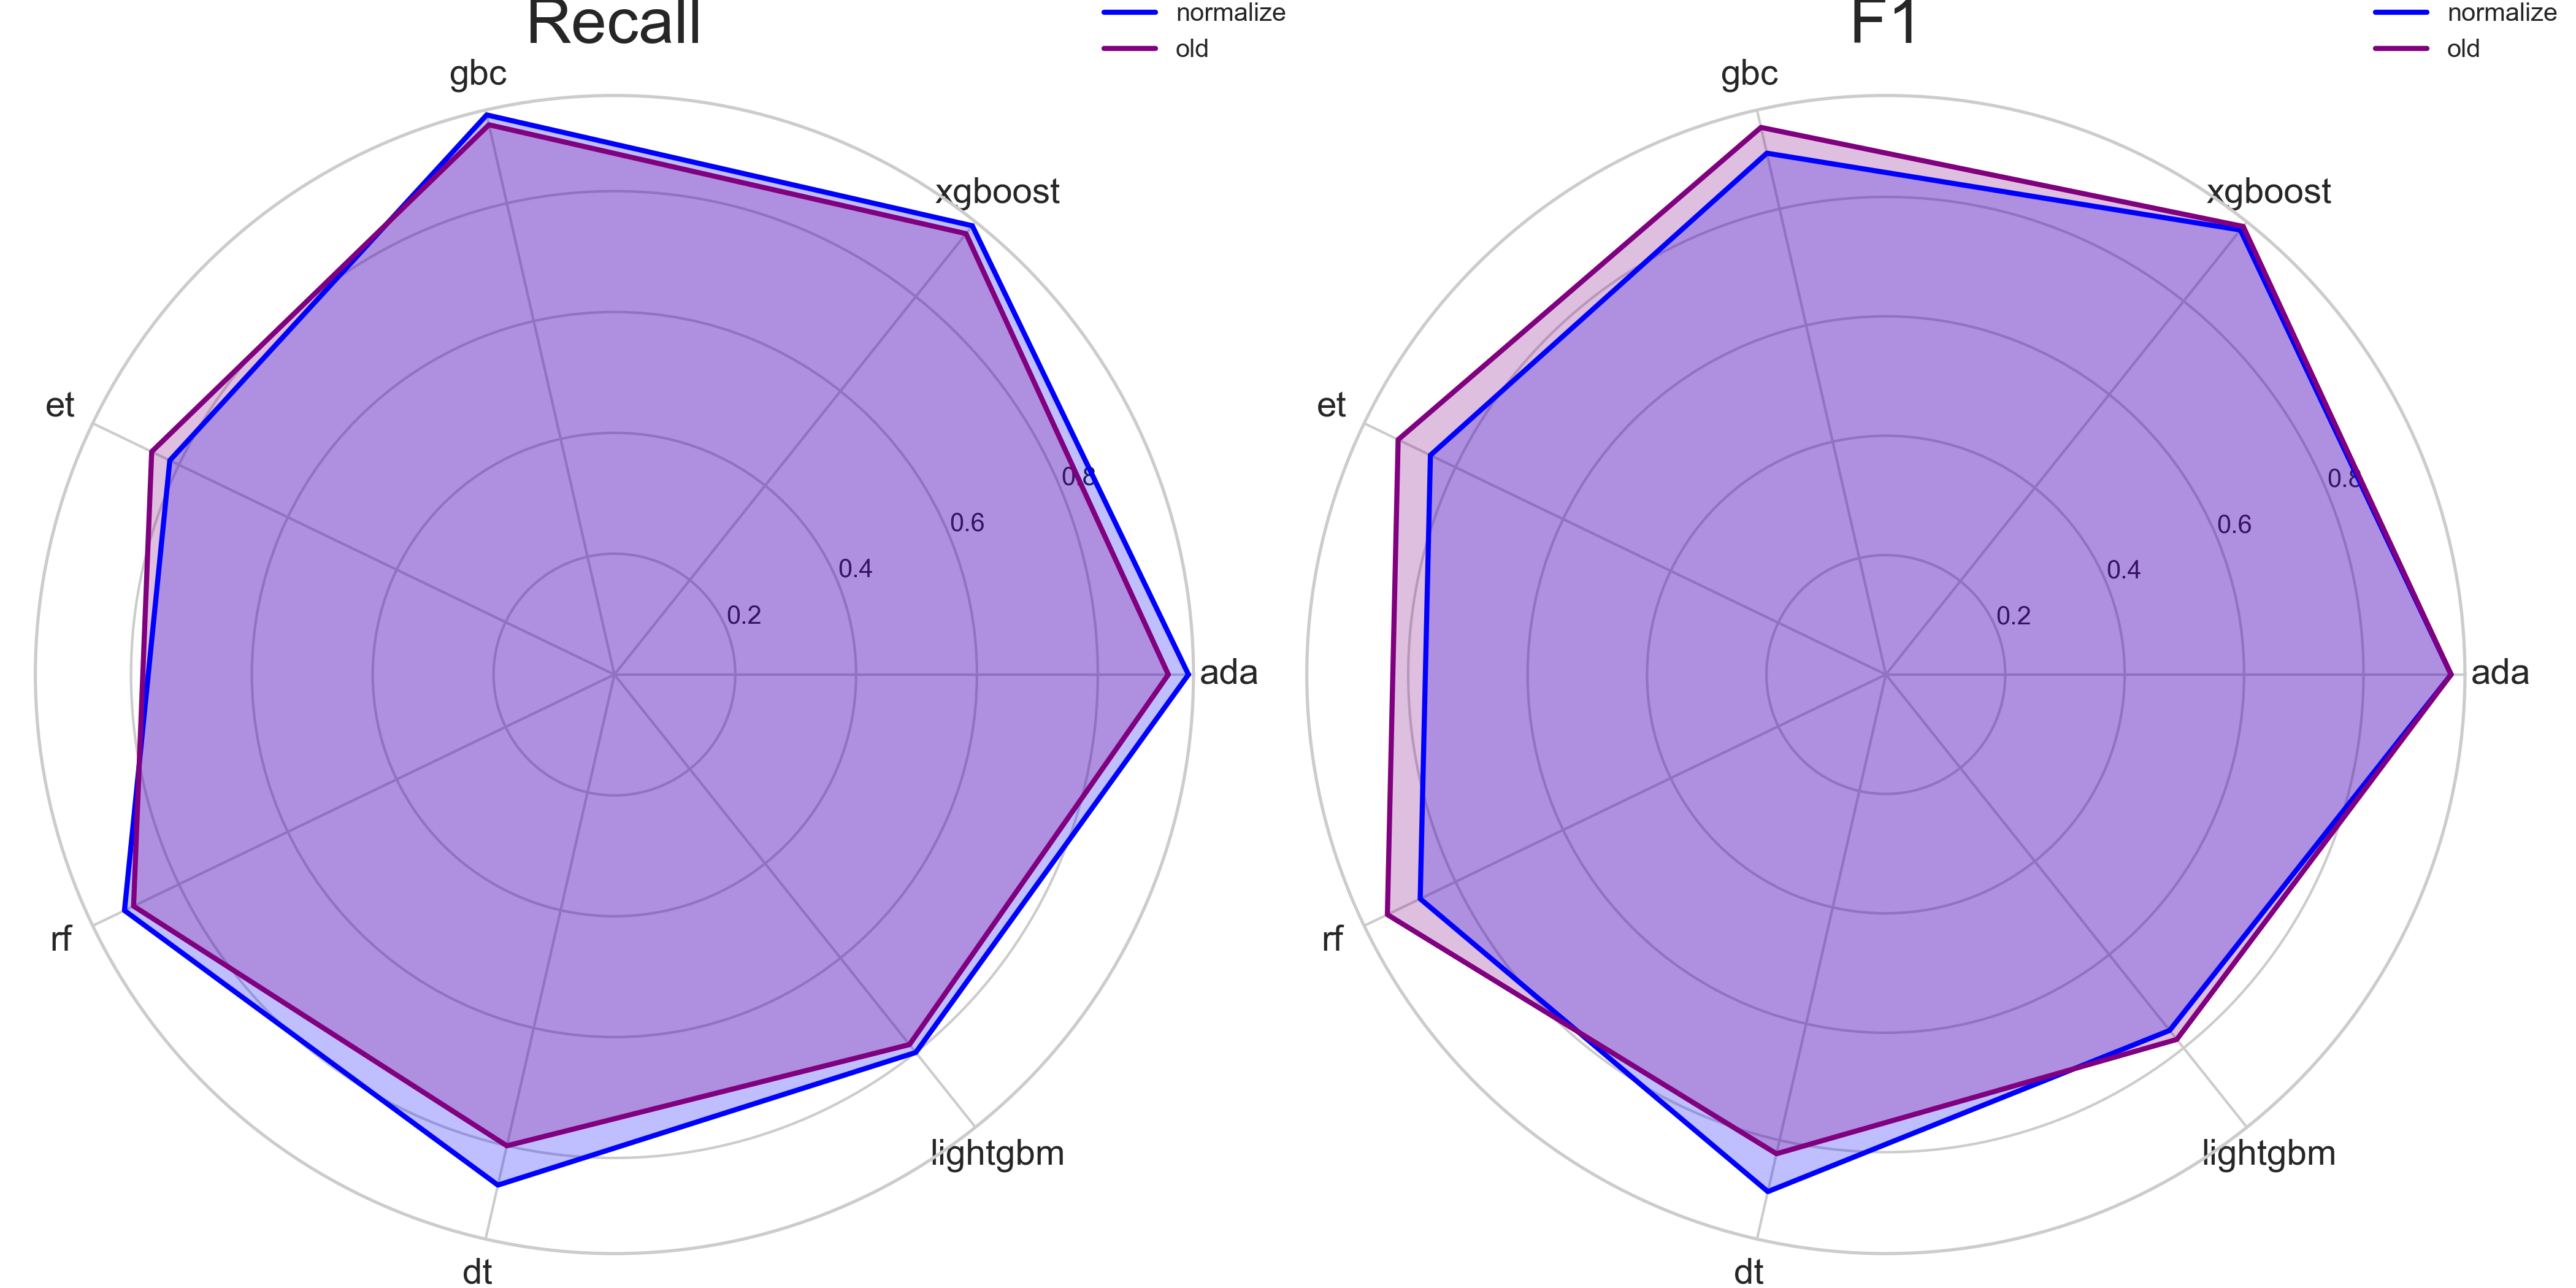 Recall
normalize
old
gbc
xgboost
et
0.8
0.6
0.4
0.2
ada
rf
lightgbm
dt
F1
normalize
old
gbc
xgboost
et
0.8
0.6
0.4
0.2
ada
rf
lightgbm
dt